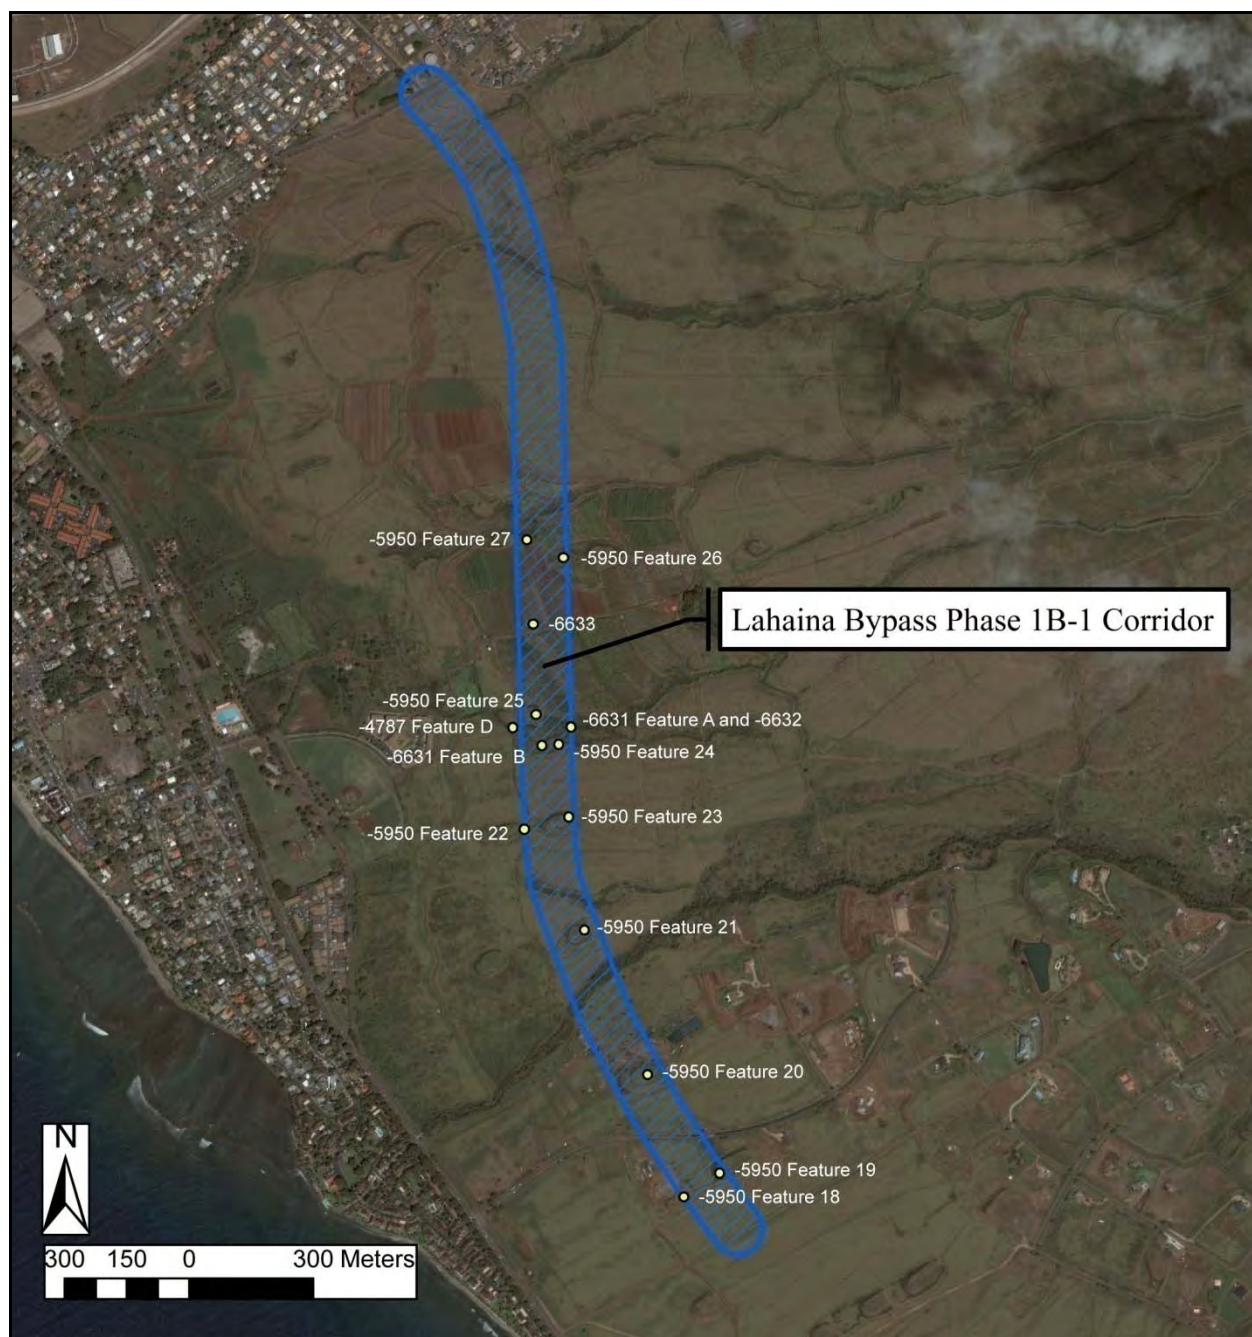 -5950 Feature 27
-5950 Feature 26
Lahaina Bypass Phase 1B-1 Corridor
-6633
-5950 Feature 25
-4787 Feature D
-6631 Feature A and -6632
-6631 Feature B
-5950 Feature 24
-5950 Feature 23
-5950 Feature 22
-5950 Feature 21
-5950 Feature 20
-5950 Feature 19
-5950 Feature 18
N
300 150 0 300 Meters